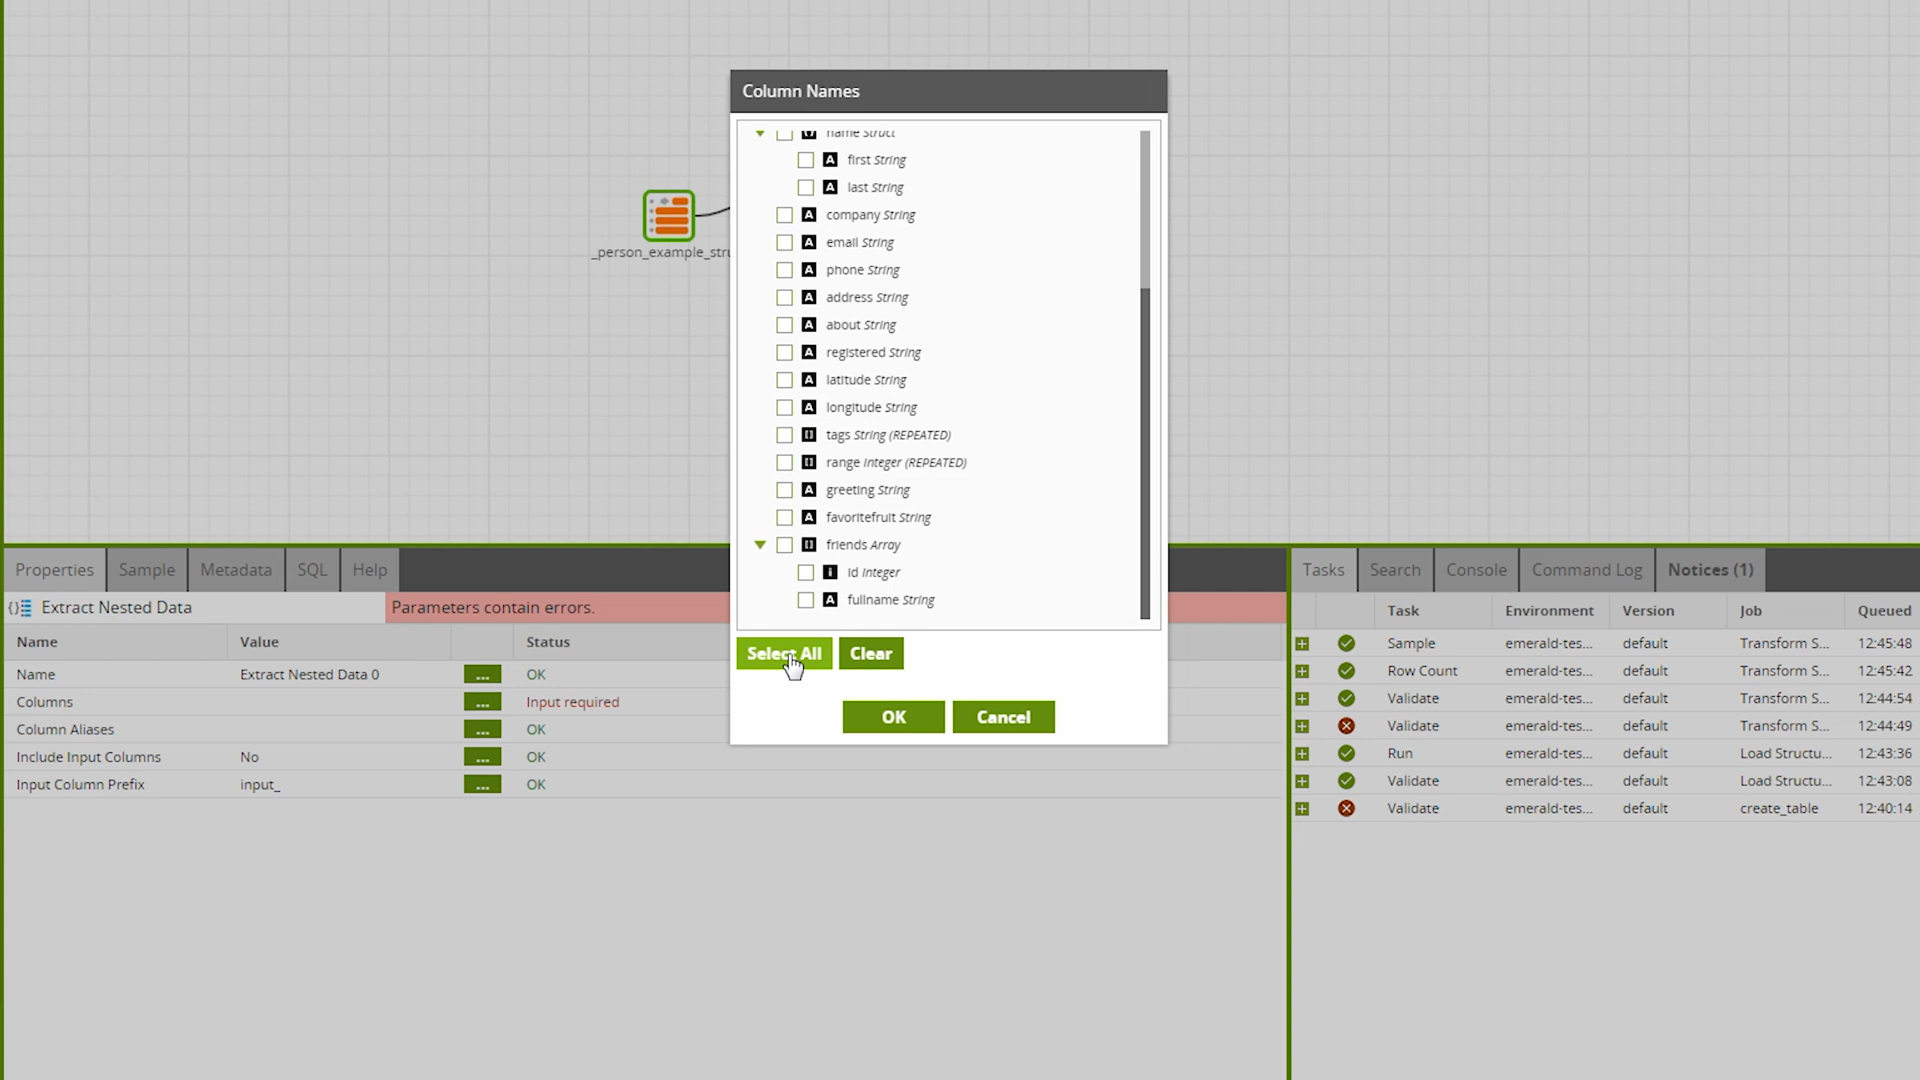 Column Names
name Struct
first String
last String
company String
email String
phone String
address String
about String
registered String
latitude String
longitude String
tags String (REPEATED)
range Integer (REPEATED)
greeting String
favoritefruit String
friends Array
id Integer
fullname String
Select All Clear
OK Cancel
_person_example_stru
Properties Sample Metadata SQL Help
Extract Nested Data Parameters contain errors.
Name Value Status
Name Extract Nested Data 0 ... OK
Columns ... Input required
Column Aliases ... OK
Include Input Columns No ... OK
Input Column Prefix input_ ... OK
Tasks Search Console Command Log Notices (1)
Task Environment Version Job Queued
Sample emerald-tes... default Transform S... 12:45:48
Row Count emerald-tes... default Transform S... 12:45:42
Validate emerald-tes... default Transform S... 12:44:54
Validate emerald-tes... default Transform S... 12:44:49
Run emerald-tes... default Load Structu... 12:43:36
Validate emerald-tes... default Load Structu... 12:43:08
Validate emerald-tes... default create_table 12:40:14